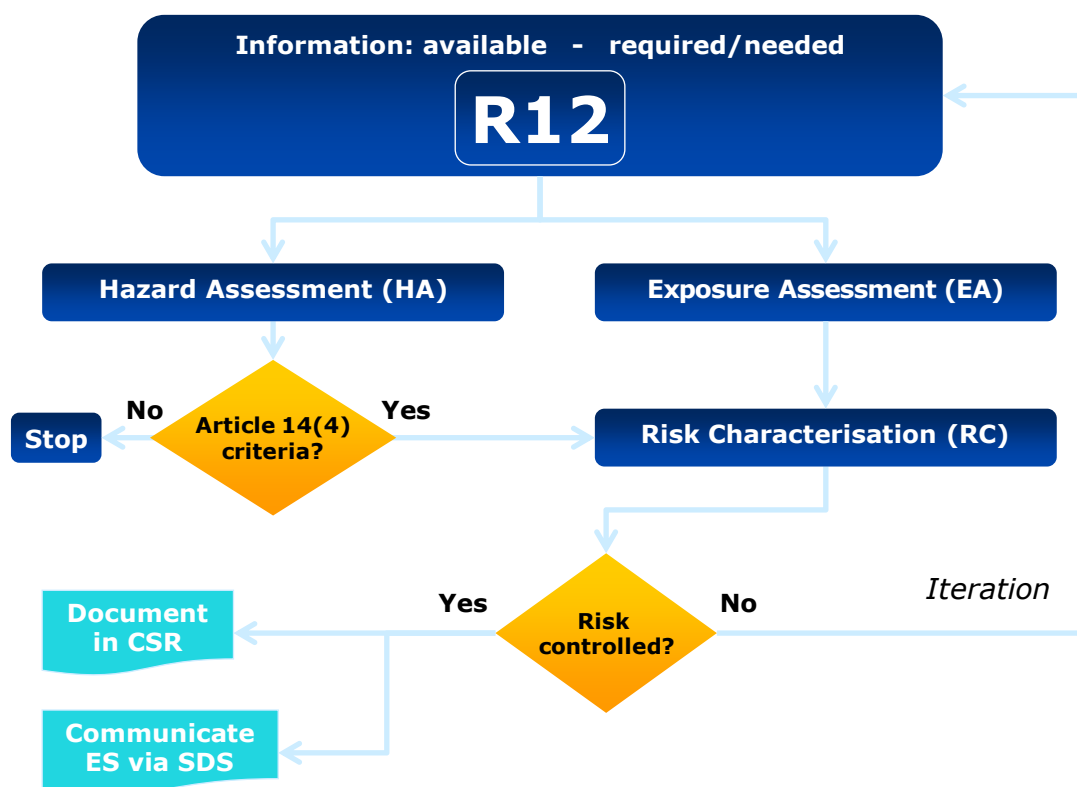 Information: available - required/needed
R12
Hazard Assessment (HA)
Exposure Assessment (EA)
No
Yes
Stop
Article 14(4)
criteria?
Risk Characterisation (RC)
Iteration
Yes
No
Document
in CSR
Risk
controlled?
Communicate
ES via SDS